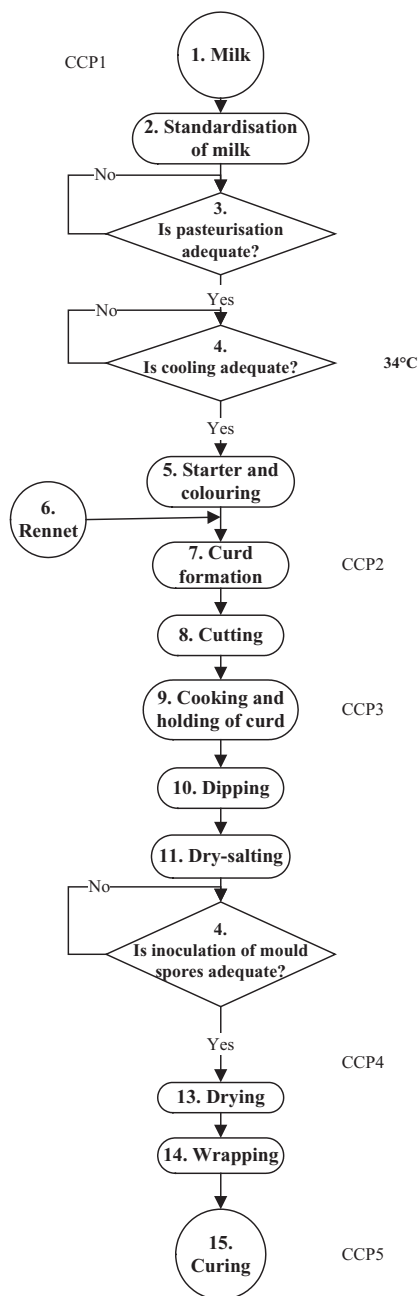 CCP1
1. Milk
2. Standardisation
of milk
No
3.
Is pasteurisation
adequate?
Yes
No
4.
Is cooling adequate?
34°C
Yes
5. Starter and
colouring
6.
Rennet
7. Curd
formation
CCP2
8. Cutting
9. Cooking and
holding of curd
CCP3
10. Dipping
11. Dry-salting
No
4.
Is inoculation of mould
spores adequate?
Yes
CCP4
13. Drying
14. Wrapping
15.
Curing
CCP5